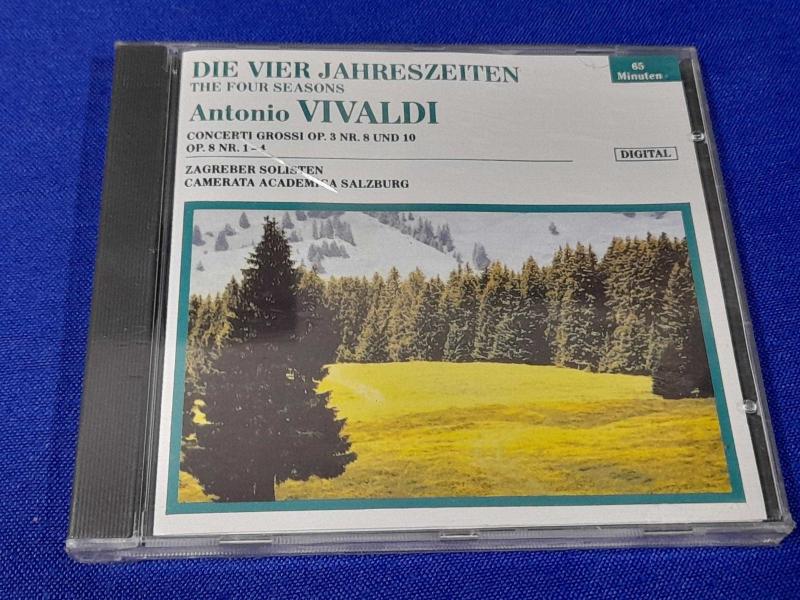 DIE VIER JAHRESZEITEN
THE FOUR SEASONS
Antonio VIVALDI
CONCERTI GROSSI OP. 3 NR. 8 UND 10
OP. 8 NR. 1–4
ZAGREBER SOLISTEN
CAMERATA ACADEMICA SALZBURG
65
Minuten
DIGITAL